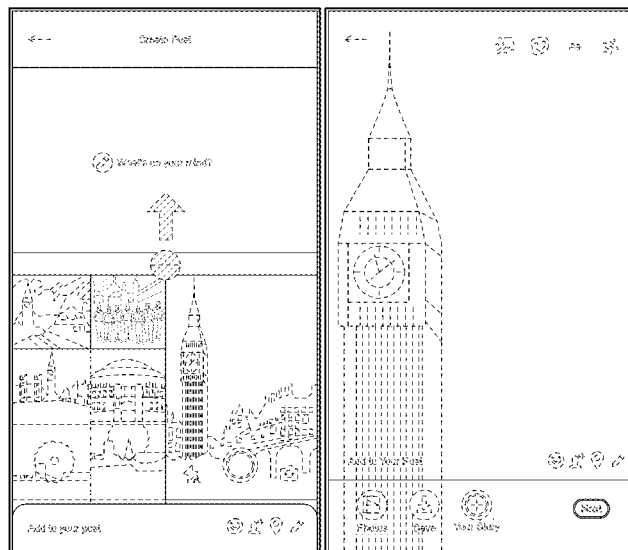 Create Post
What's on your mind?
Add to your post
Aa
Add to Your Post
Photos
Save
Your Story
Next